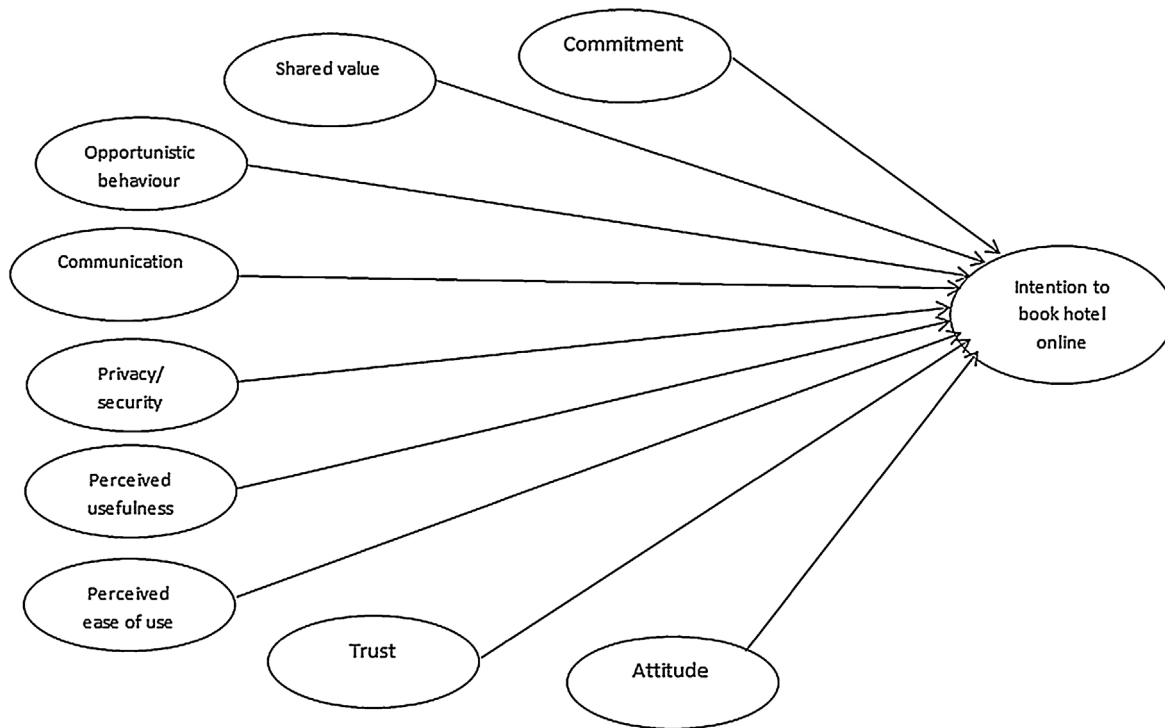 Commitment
Shared value
Opportunistic
behaviour
Communication
Intention to
book hotel
online
Privacy/
security
Perceived
usefulness
Perceived
ease of use
Trust
Attitude